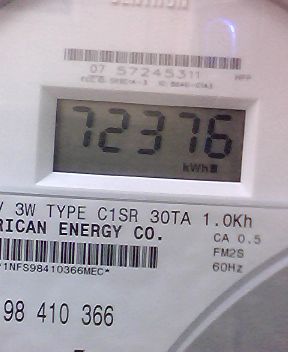 07 57245311
72376
kWh
3W TYPE C1SR 30TA 1.0Kh
RICAN ENERGY CO. CA 0.5
FM2S
*1NFS98410366MEC* 60Hz
98 410 366